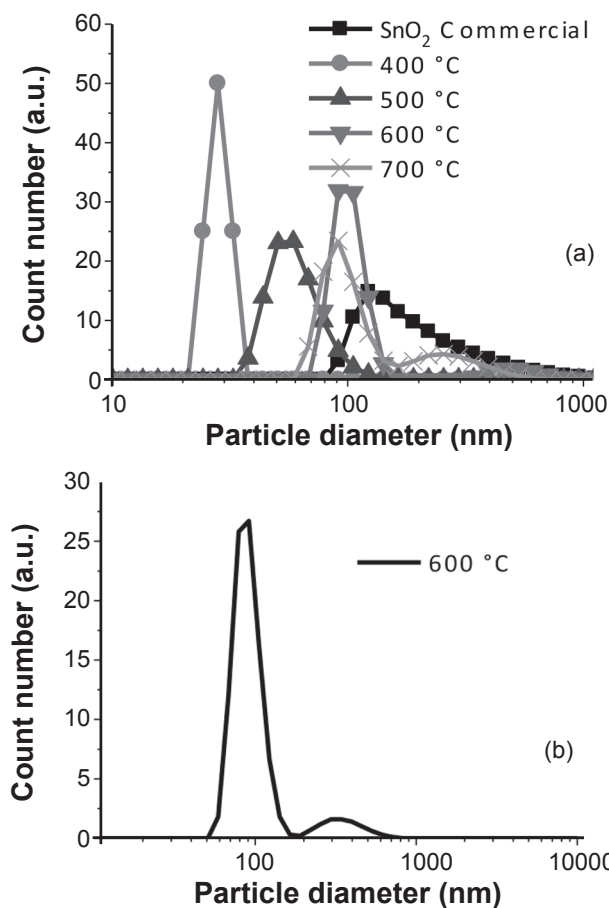 60
50
40
30
20
10
0
Count number (a.u.)
SnO₂ Commercial
400 °C
500 °C
600 °C
700 °C
(a)
10 100 1000
Particle diameter (nm)
30
25
20
15
10
5
0
Count number (a.u.)
600 °C
(b)
100 1000 10000
Particle diameter (nm)